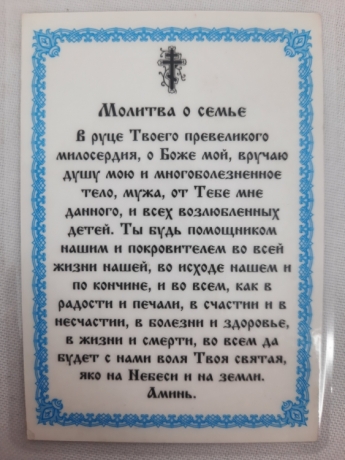 Молитва о семье
В руце Твоего превеликого
милосердия, о Боже мой, вручаю
душу мою и многоболезненное
тело, мужа, от Тебе мне
данного, и всех возлюбленных
детей. Ты будь помощником
нашим и покровителем во всей
жизни нашей, во исходе нашем и
по кончине, и во всем, как в
радости и печали, в счастии и в
несчастии, в болезни и здоровье,
в жизни и смерти, во всем да
будет с нами воля Твоя святая,
яко на Небеси и на земли.
Аминь.